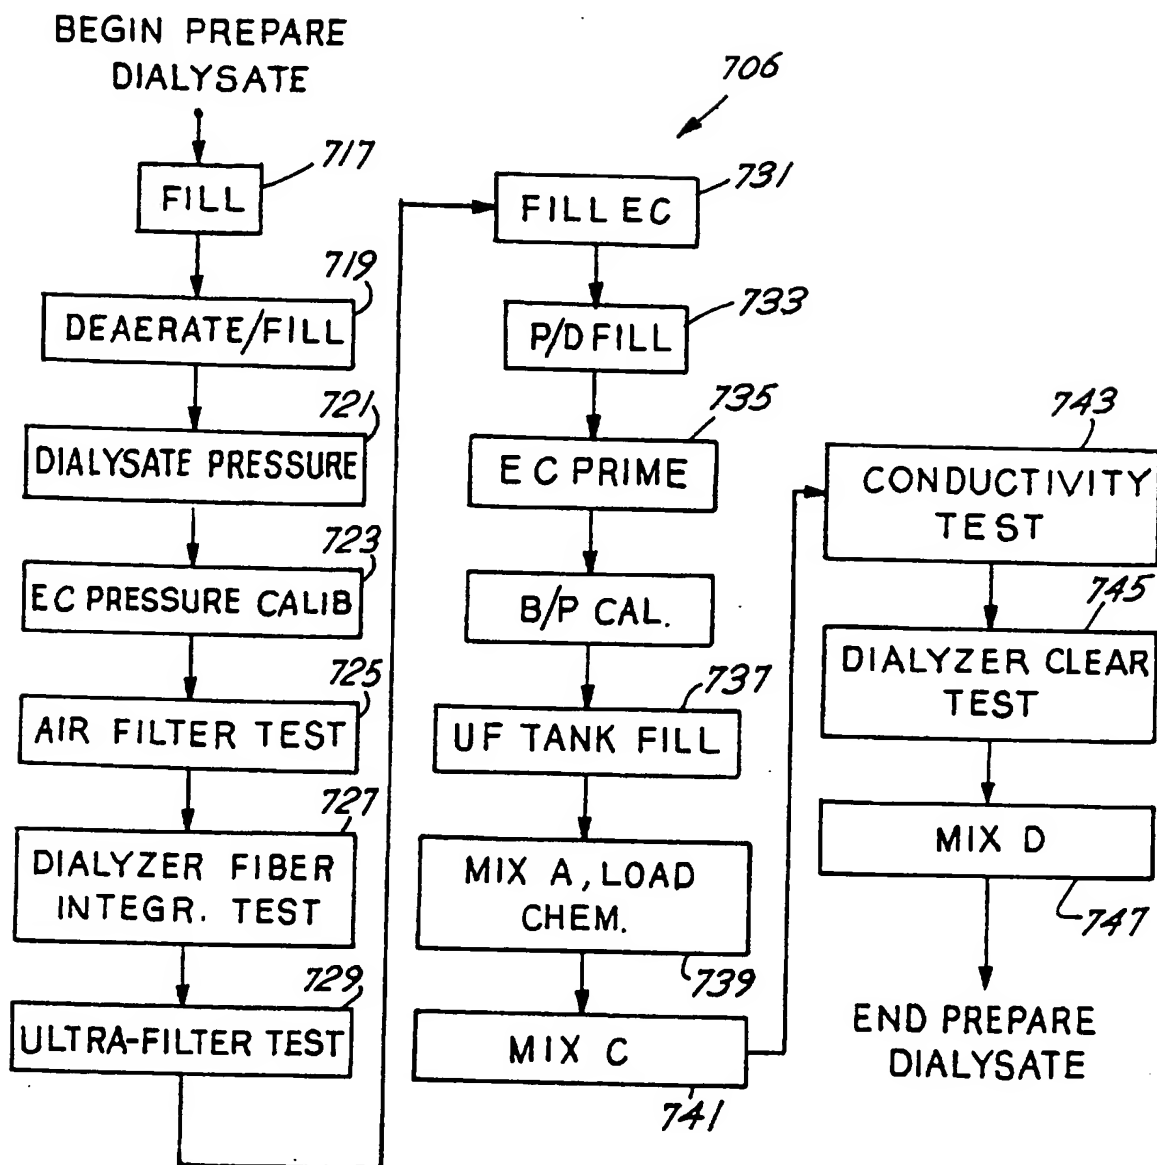 BEGIN PREPARE
DIALYSATE
706
717
FILL
719
DEAERATE/FILL
721
DIALYSATE PRESSURE
723
EC PRESSURE CALIB
725
AIR FILTER TEST
727
DIALYZER FIBER
INTEGR. TEST
729
ULTRA-FILTER TEST
731
FILL EC
733
P/D FILL
735
EC PRIME
B/P CAL.
737
UF TANK FILL
MIX A, LOAD
CHEM.
739
MIX C
741
743
CONDUCTIVITY
TEST
745
DIALYZER CLEAR
TEST
MIX D
747
END PREPARE
DIALYSATE